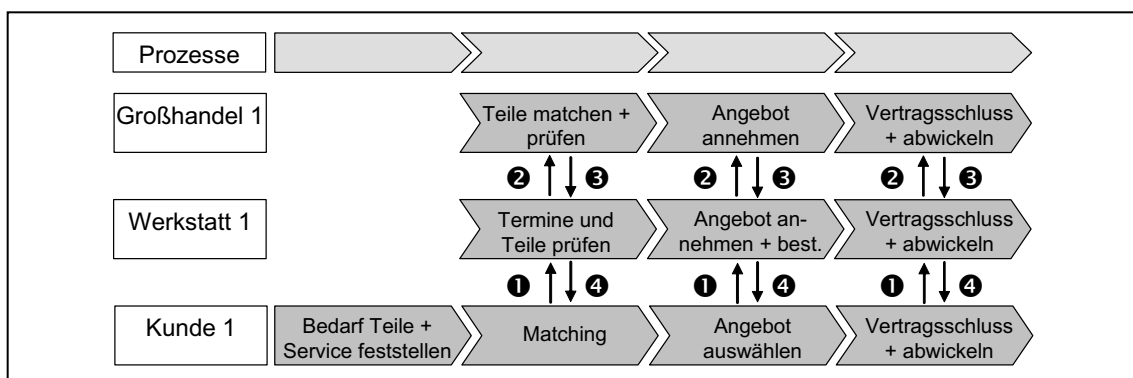 Prozesse
Großhandel 1
Teile matchen +
prüfen
Angebot
annehmen
Vertragsschluss
+ abwickeln
❷ ❸ ❷ ❸ ❷ ❸
Werkstatt 1
Termine und
Teile prüfen
Angebot an-
nehmen + best.
Vertragsschluss
+ abwickeln
❶ ❹ ❶ ❹ ❶ ❹
Kunde 1
Bedarf Teile +
Service feststellen
Matching
Angebot
auswählen
Vertragsschluss
+ abwickeln